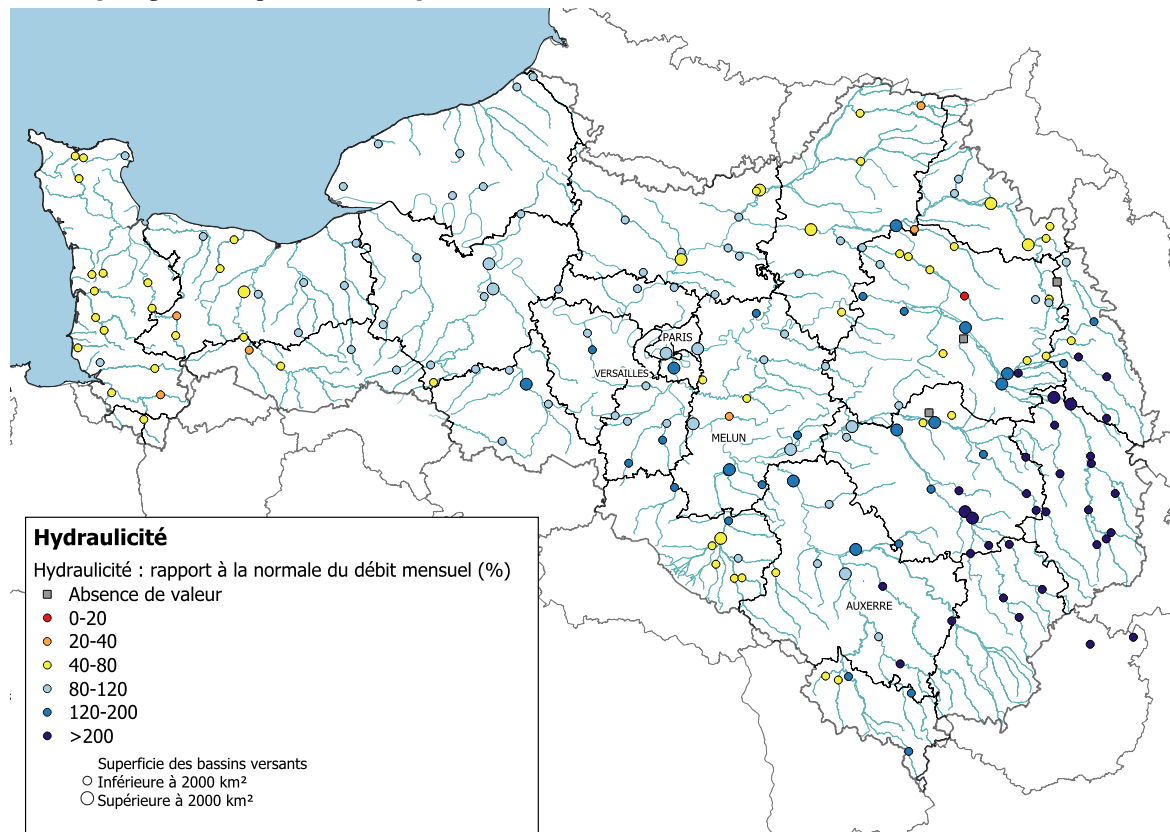 PARIS
VERSAILLES
MELUN
AUXERRE
Hydraulicité
Hydraulicité : rapport à la normale du débit mensuel (%)
Absence de valeur
0-20
20-40
40-80
80-120
120-200
>200
Superficie des bassins versants
Inférieure à 2000 km²
Supérieure à 2000 km²